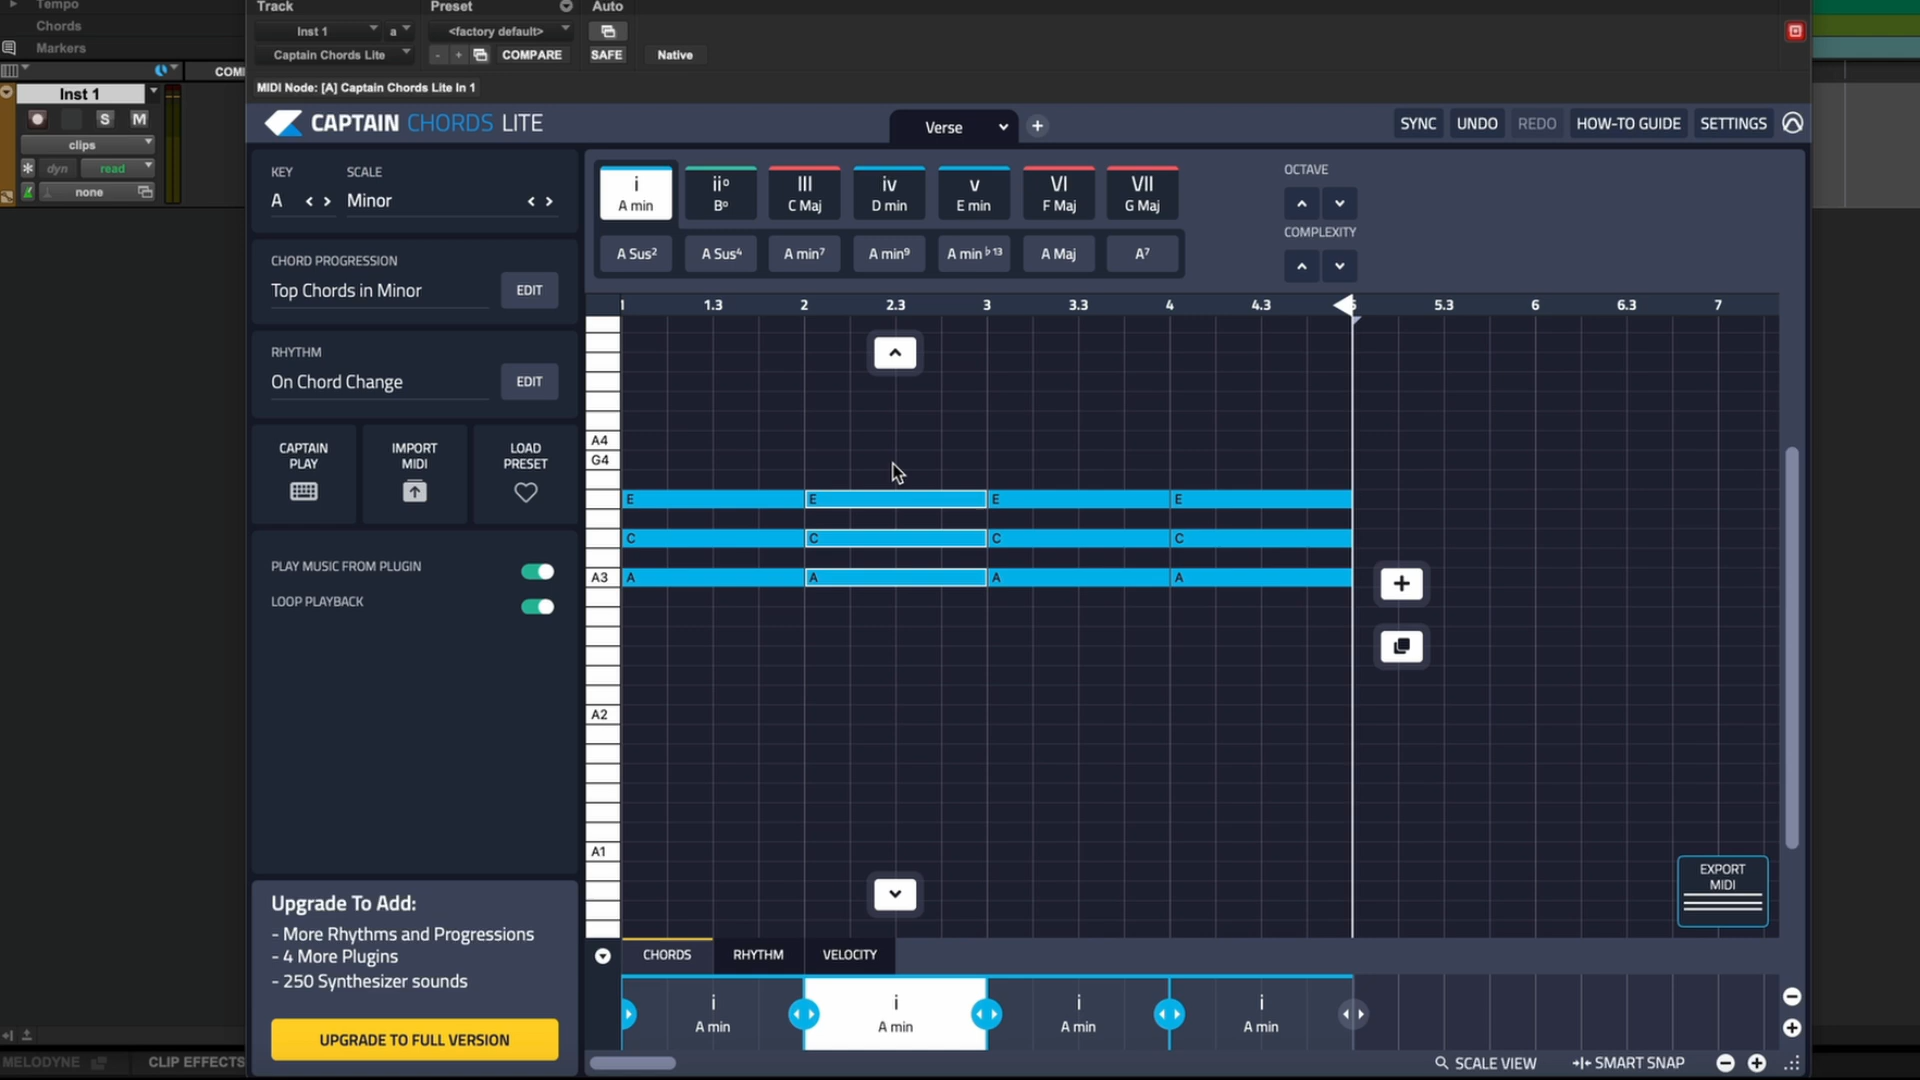 Tempo
Chords
Markers
COM
Inst 1
S
M
clips
dyn
read
none
MELODYNE
CLIP EFFECTS
Track
Preset
Auto
Inst 1
a
<factory default>
Captain Chords Lite
-
+
COMPARE
SAFE
Native
MIDI Node: [A] Captain Chords Lite In 1
CAPTAIN CHORDS LITE
Verse
+
SYNC
UNDO
REDO
HOW-TO GUIDE
SETTINGS
KEY
SCALE
A
Minor
CHORD PROGRESSION
Top Chords in Minor
EDIT
RHYTHM
On Chord Change
EDIT
CAPTAIN
PLAY
IMPORT
MIDI
LOAD
PRESET
PLAY MUSIC FROM PLUGIN
LOOP PLAYBACK
Upgrade To Add:
- More Rhythms and Progressions
- 4 More Plugins
- 250 Synthesizer sounds
UPGRADE TO FULL VERSION
i
A min
iiº
Bº
III
C Maj
iv
D min
v
E min
VI
F Maj
VII
G Maj
A Sus²
A Sus⁴
A min⁷
A min⁹
A min ♭13
A Maj
A⁷
OCTAVE
COMPLEXITY
1 1.3 2 2.3 3 3.3 4 4.3 5 5.3 6 6.3 7
A4
G4
E E E E
C C C C
A3 A A A A
A2
A1
EXPORT
MIDI
CHORDS
RHYTHM
VELOCITY
i
A min
i
A min
i
A min
i
A min
SCALE VIEW
SMART SNAP